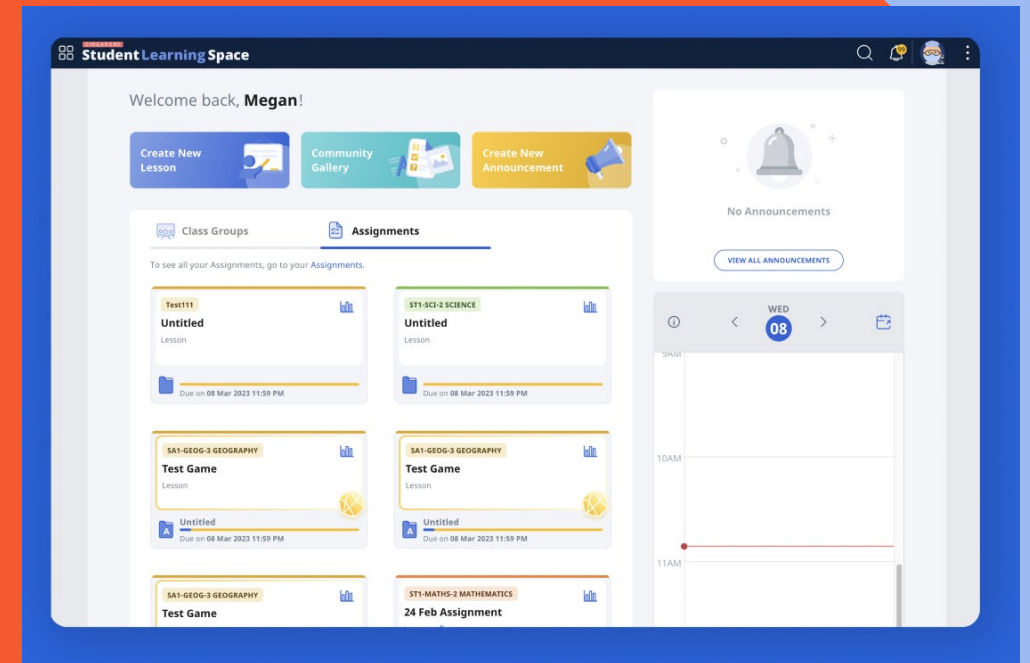 SINGAPORE
Student Learning Space
99
Welcome back, Megan!
Create New
Lesson
Community
Gallery
Create New
Announcement
No Announcements
VIEW ALL ANNOUNCEMENTS
Class Groups
Assignments
To see all your Assignments, go to your Assignments.
Test111
Untitled
Lesson
Due on 08 Mar 2023 11:59 PM
ST1-SCI-2 SCIENCE
Untitled
Lesson
Due on 08 Mar 2023 11:59 PM
SA1-GEOG-3 GEOGRAPHY
Test Game
Lesson
A
Untitled
Due on 08 Mar 2023 11:59 PM
SA1-GEOG-3 GEOGRAPHY
Test Game
Lesson
A
Untitled
Due on 08 Mar 2023 11:59 PM
SA1-GEOG-3 GEOGRAPHY
Test Game
ST1-MATHS-2 MATHEMATICS
24 Feb Assignment
WED
08
9AM
10AM
11AM